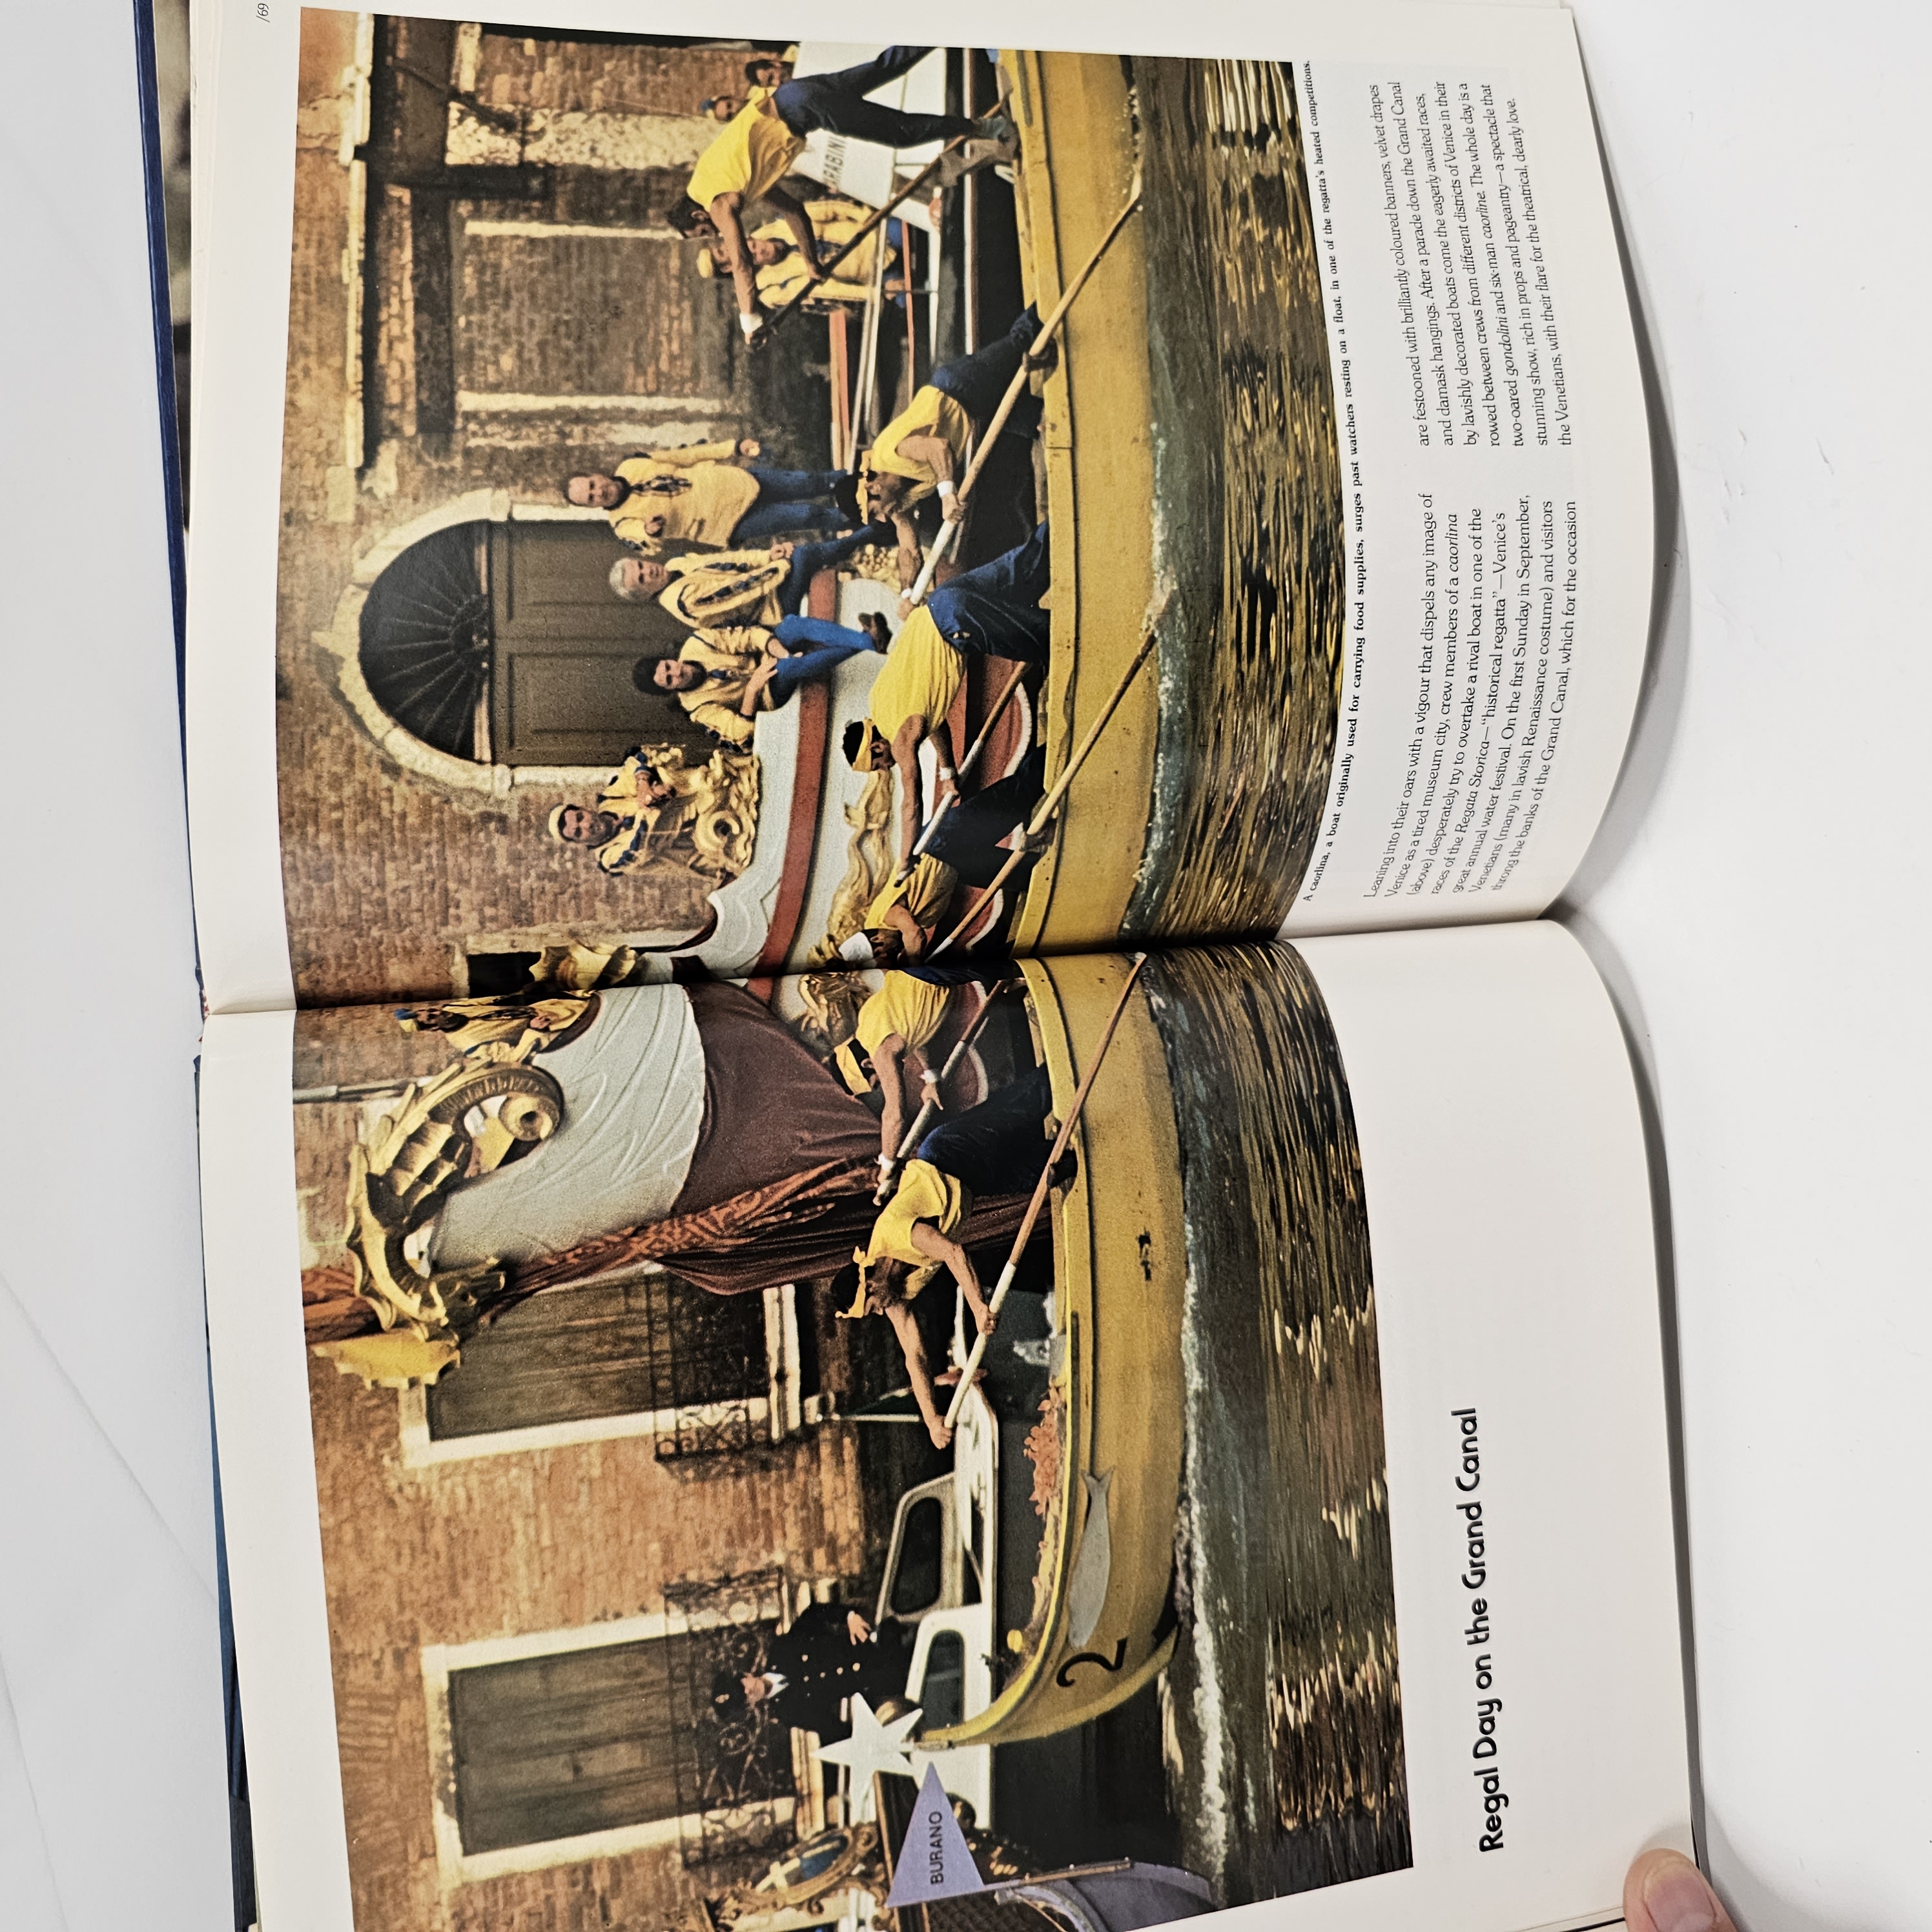 /69
BURANO
2
ARABINI
Regal Day on the Grand Canal
A caorlina, a boat originally used for carrying food supplies, surges past watchers resting on a float, in one of the regatta's heated competitions.
Leaning into their oars with a vigour that dispels any image of
Venice as a tired museum city, crew members of a caorlina
(above) desperately try to overtake a rival boat in one of the
races of the Regata Storica—"historical regatta"—Venice's
great annual water festival. On the first Sunday in September,
Venetians (many in lavish Renaissance costume) and visitors
throng the banks of the Grand Canal, which for the occasion
are festooned with brilliantly coloured banners, velvet drapes
and damask hangings. After a parade down the Grand Canal
by lavishly decorated boats come the eagerly awaited races,
rowed between crews from different districts of Venice in their
two-oared gondolini and six-man caorline. The whole day is a
stunning show, rich in props and pageantry—a spectacle that
the Venetians, with their flare for the theatrical, dearly love.